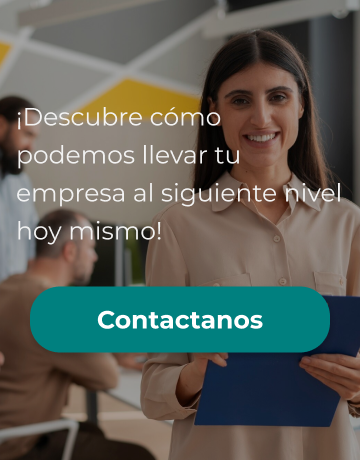 ¡Descubre cómo
podemos llevar tu
empresa al siguiente nivel
hoy mismo!
Contactanos